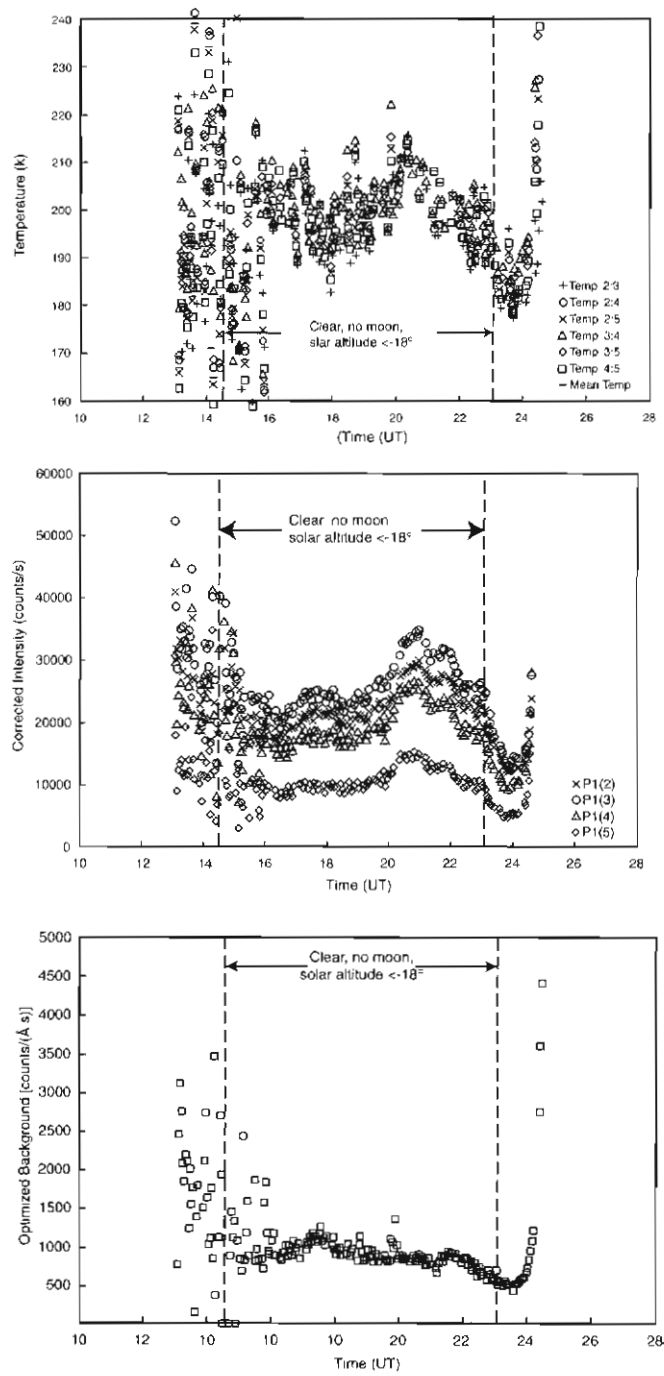 240
230
220
210
200
190
180
170
160
Temperature (k)
+Temp 2:3
○Temp 2:4
×Temp 2:5
△Temp 3:4
◇Temp 3:5
□Temp 4:5
−Mean Temp
Clear, no moon,
slar altitude <-18°
10 12 14 16 18 20 22 24 26 28
(Time (UT)
60000
50000
40000
30000
20000
10000
0
Corrected Intensity (counts/s)
Clear no moon
solar altitude <-18°
×P1(2)
○P1(3)
△P1(4)
◇P1(5)
10 12 14 16 18 20 22 24 26 28
Time (UT)
5000
4500
4000
3500
3000
2500
2000
1500
1000
500
Optimized Background [counts/(Å s)]
Clear, no moon,
solar altitude <-18=
10 12 10 10 10 20 22 24 26 28
Time (UT)